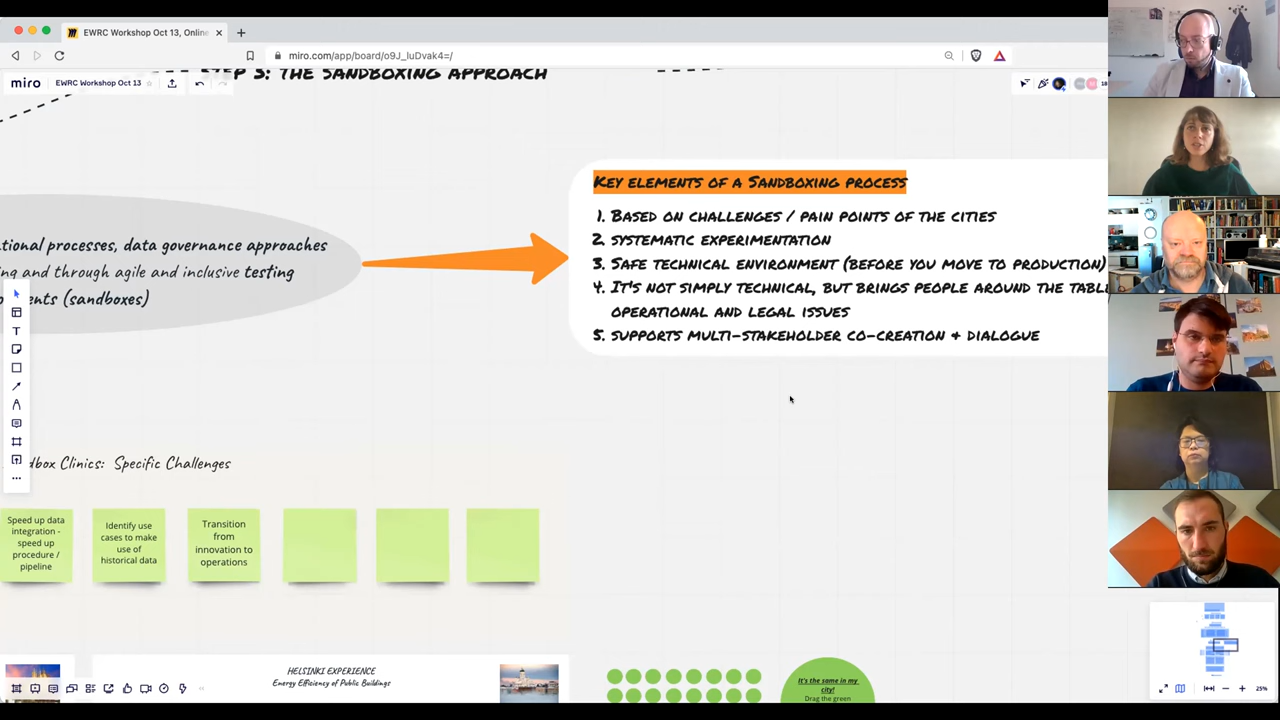 EWRC Workshop Oct 13, Online
miro.com/app/board/o9J_luDvak4=/
STEP 3: THE SANDBOXING APPROACH
miro
EWRC Workshop Oct 13
18
KEY ELEMENTS OF A SANDBOXING PROCESS
1. BASED ON CHALLENGES / PAIN POINTS OF THE CITIES
2. SYSTEMATIC EXPERIMENTATION
3. SAFE TECHNICAL ENVIRONMENT (BEFORE YOU MOVE TO PRODUCTION)
4. IT'S NOT SIMPLY TECHNICAL, BUT BRINGS PEOPLE AROUND THE TABLE
OPERATIONAL AND LEGAL ISSUES
5. SUPPORTS MULTI-STAKEHOLDER CO-CREATION & DIALOGUE
ational processes, data governance approaches
ing and through agile and inclusive testing
ments (sandboxes)
dbox Clinics: Specific Challenges
Speed up data
integration -
speed up
procedure /
pipeline
Identify use
cases to make
use of
historical data
Transition
from
innovation to
operations
HELSINKI EXPERIENCE
Energy Efficiency of Public Buildings
It's the same in my
city!
Drag the green
25%